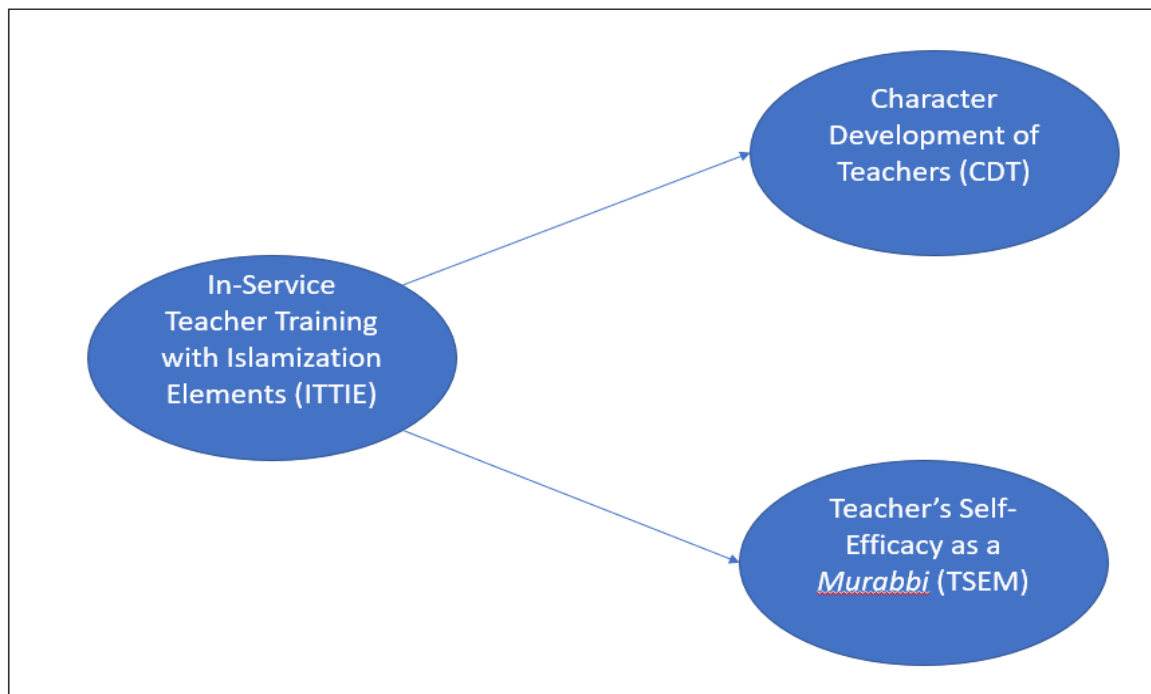 Character
Development of
Teachers (CDT)
In-Service
Teacher Training
with Islamization
Elements (ITTIE)
Teacher’s Self-
Efficacy as a
Murabbi (TSEM)